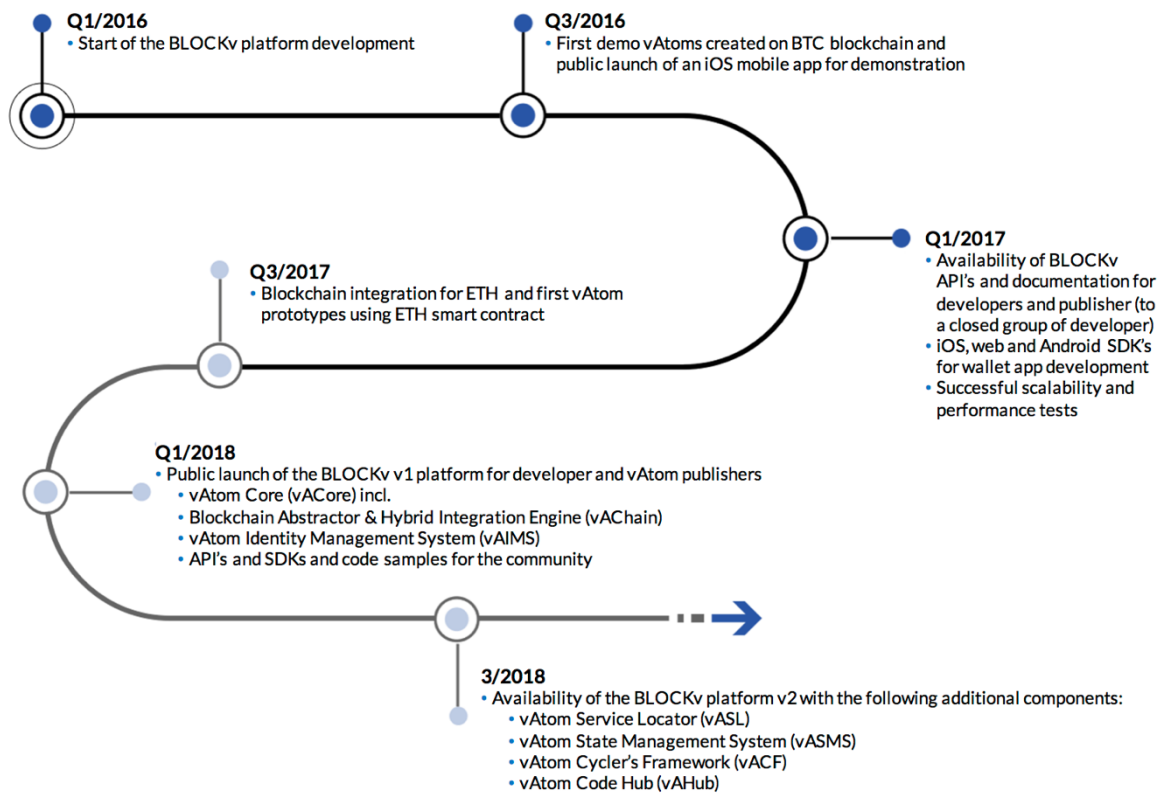 Q1/2016
• Start of the BLOCKv platform development
Q3/2016
• First demo vAtoms created on BTC blockchain and
public launch of an iOS mobile app for demonstration
Q1/2017
• Availability of BLOCKv
API's and documentation for
developers and publisher (to
a closed group of developer)
• iOS, web and Android SDK's
for wallet app development
• Successful scalability and
performance tests
Q3/2017
• Blockchain integration for ETH and first vAtom
prototypes using ETH smart contract
Q1/2018
• Public launch of the BLOCKv v1 platform for developer and vAtom publishers
• vAtom Core (vACore) incl.
• Blockchain Abstractor & Hybrid Integration Engine (vAChain)
• vAtom Identity Management System (vAIMS)
• API's and SDKs and code samples for the community
3/2018
• Availability of the BLOCKv platform v2 with the following additional components:
• vAtom Service Locator (vASL)
• vAtom State Management System (vASMS)
• vAtom Cycler's Framework (vACF)
• vAtom Code Hub (vAHub)